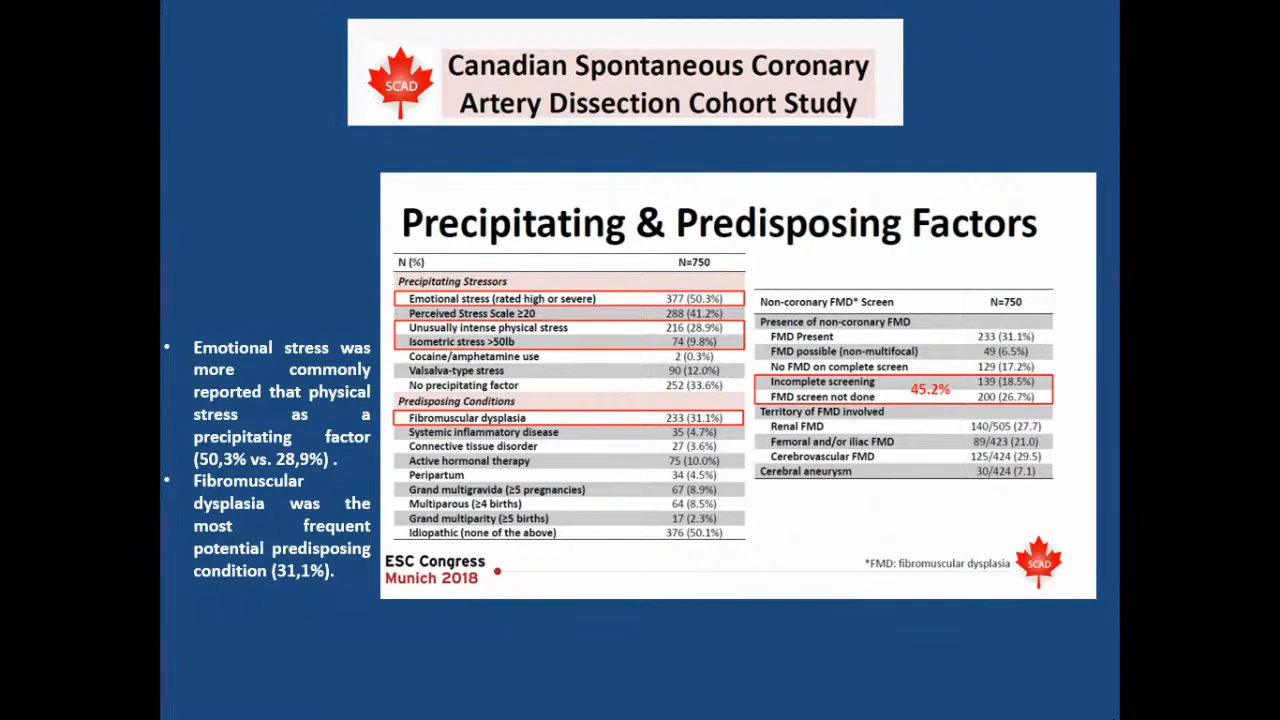 SCAD
Canadian Spontaneous Coronary
Artery Dissection Cohort Study
Emotional stress was
more commonly
reported that physical
stress as a
precipitating factor
(50,3% vs. 28,9%) .
Fibromuscular
dysplasia was the
most frequent
potential predisposing
condition (31,1%).
Precipitating & Predisposing Factors
N (%) N=750
Precipitating Stressors
Emotional stress (rated high or severe) 377 (50.3%)
Perceived Stress Scale ≥20 288 (41.2%)
Unusually intense physical stress 216 (28.9%)
Isometric stress >50lb 74 (9.8%)
Cocaine/amphetamine use 2 (0.3%)
Valsalva-type stress 90 (12.0%)
No precipitating factor 252 (33.6%)
Predisposing Conditions
Fibromuscular dysplasia 233 (31.1%)
Systemic inflammatory disease 35 (4.7%)
Connective tissue disorder 27 (3.6%)
Active hormonal therapy 75 (10.0%)
Peripartum 34 (4.5%)
Grand multigravida (≥5 pregnancies) 67 (8.9%)
Multiparous (≥4 births) 64 (8.5%)
Grand multiparity (≥5 births) 17 (2.3%)
Idiopathic (none of the above) 376 (50.1%)
Non-coronary FMD* Screen N=750
Presence of non-coronary FMD
FMD Present 233 (31.1%)
FMD possible (non-multifocal) 49 (6.5%)
No FMD on complete screen 129 (17.2%)
Incomplete screening 139 (18.5%)
45.2%
FMD screen not done 200 (26.7%)
Territory of FMD involved
Renal FMD 140/505 (27.7)
Femoral and/or iliac FMD 89/423 (21.0)
Cerebrovascular FMD 125/424 (29.5)
Cerebral aneurysm 30/424 (7.1)
ESC Congress
Munich 2018
*FMD: fibromuscular dysplasia
SCAD